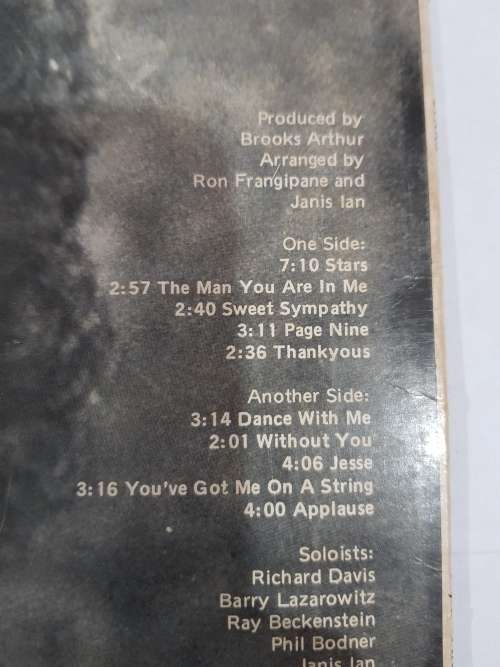 Produced by
Brooks Arthur
Arranged by
Ron Frangipane and
Janis Ian
One Side:
7:10 Stars
2:57 The Man You Are In Me
2:40 Sweet Sympathy
3:11 Page Nine
2:36 Thankyous
Another Side:
3:14 Dance With Me
2:01 Without You
4:06 Jesse
3:16 You've Got Me On A String
4:00 Applause
Soloists:
Richard Davis
Barry Lazarowitz
Ray Beckenstein
Phil Bodner
Janis Ian